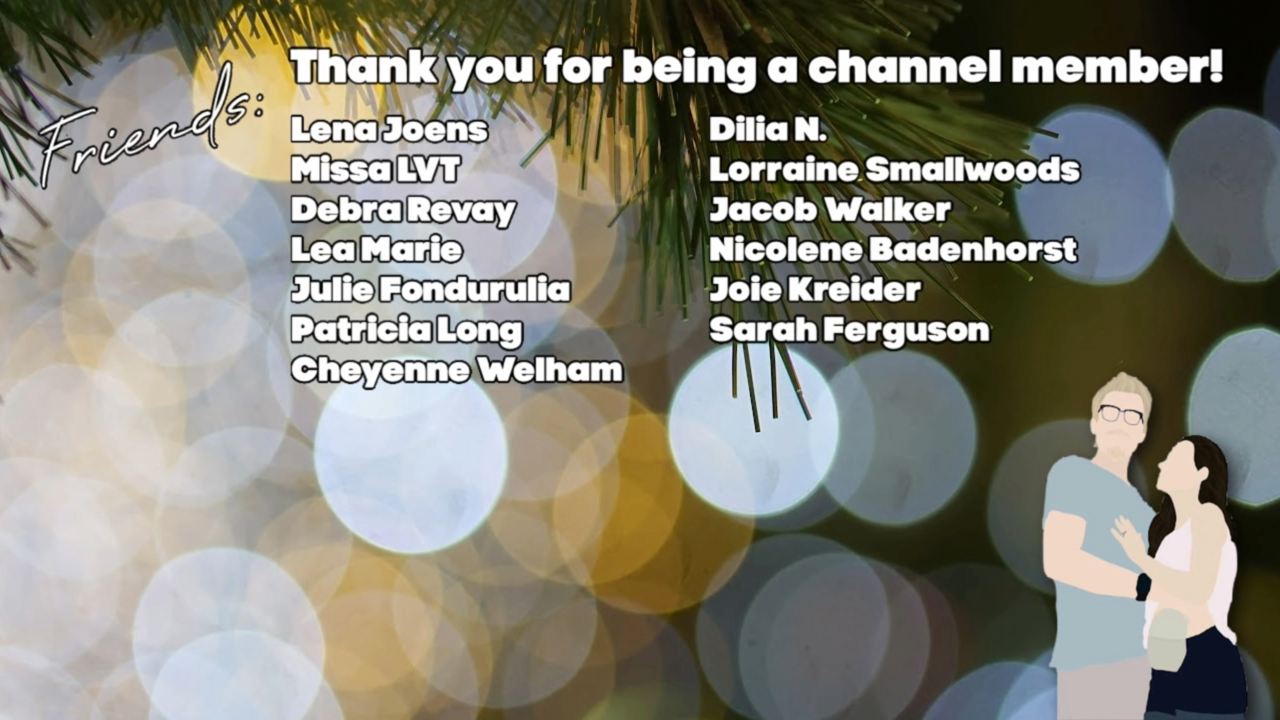 Thank you for being a channel member!
Friends:
Lena Joens
Missa LVT
Debra Revay
Lea Marie
Julie Fondurulia
Patricia Long
Cheyenne Welham
Dilia N.
Lorraine Smallwoods
Jacob Walker
Nicolene Badenhorst
Joie Kreider
Sarah Ferguson